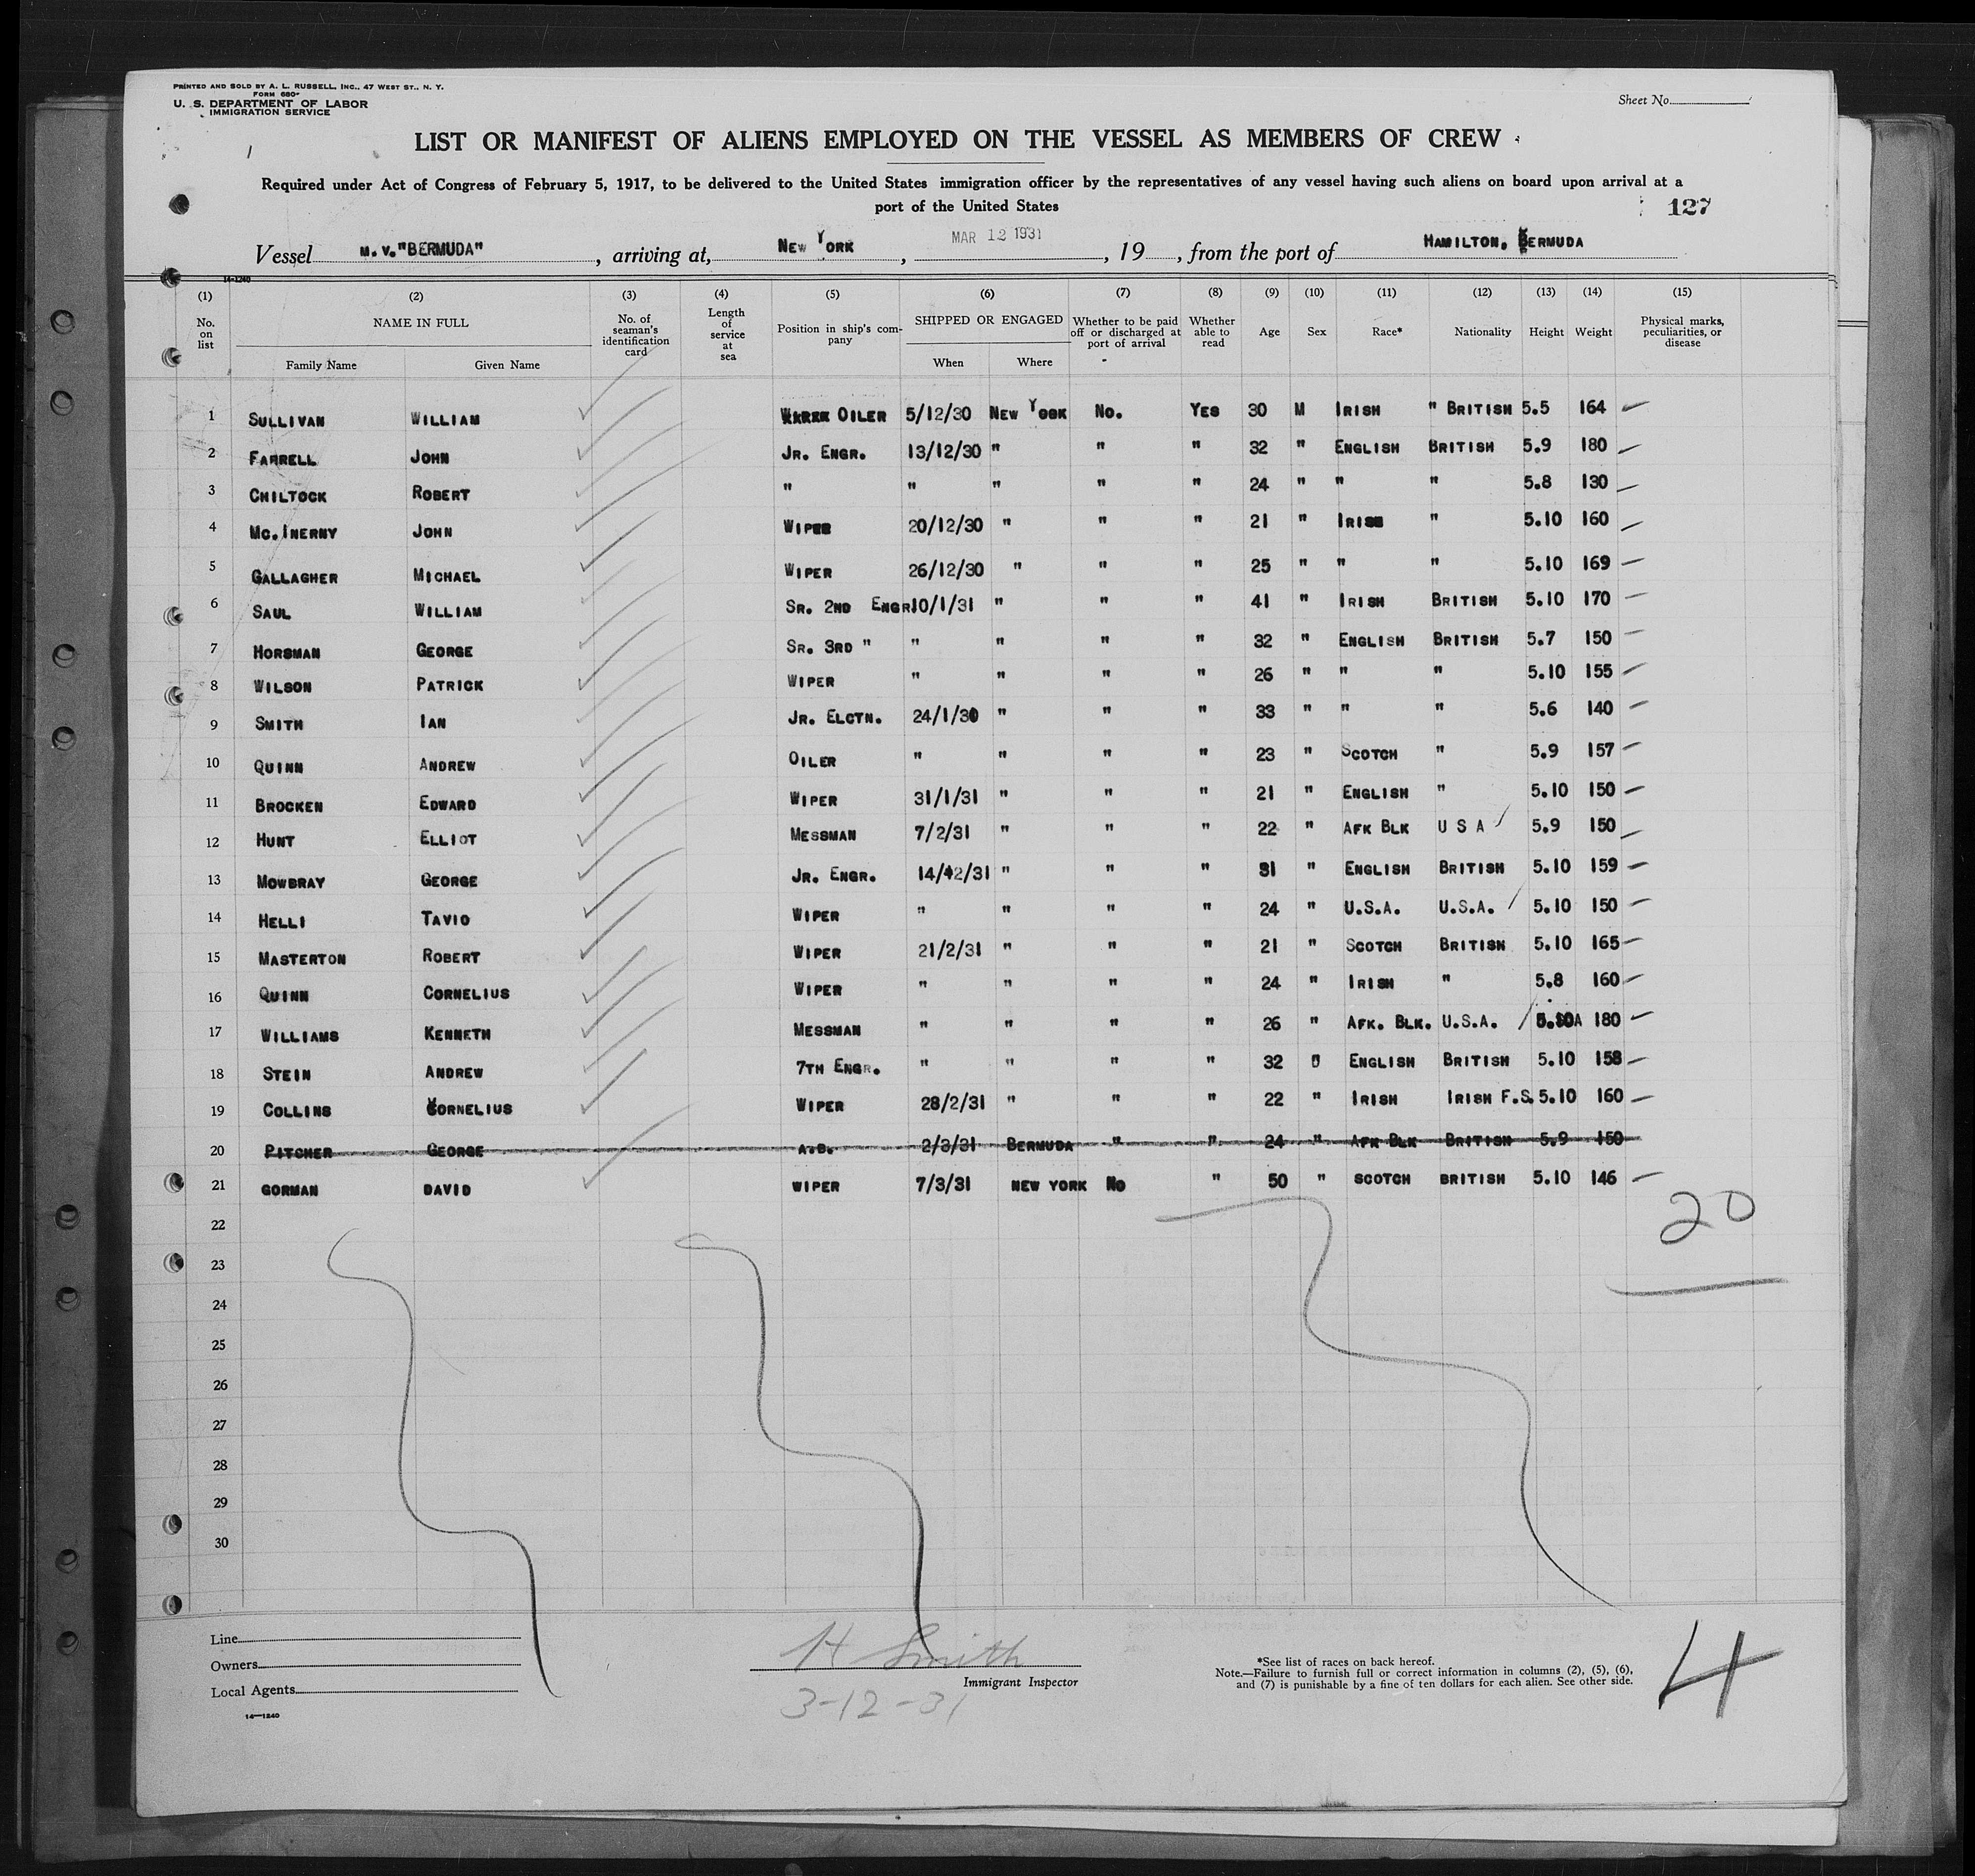 PRINTED AND SOLD BY A. L. RUSSELL, INC., 47 WEST ST., N. Y.
FORM 680
U. S. DEPARTMENT OF LABOR
IMMIGRATION SERVICE
Sheet No.
LIST OR MANIFEST OF ALIENS EMPLOYED ON THE VESSEL AS MEMBERS OF CREW
Required under Act of Congress of February 5, 1917, to be delivered to the United States immigration officer by the representatives of any vessel having such aliens on board upon arrival at a
port of the United States
127
Vessel M.V. "BERMUDA", arriving at, NEW YORK, MAR 12 1931, 19, from the port of HAMILTON, BERMUDA
14-1240
(1) (2) (3) (4) (5) (6) (7) (8) (9) (10) (11) (12) (13) (14) (15)
No. on list NAME IN FULL Family Name Given Name No. of seaman's identification card Length of service at sea Position in ship's company SHIPPED OR ENGAGED When Where Whether to be paid off or discharged at port of arrival Whether able to read Age Sex Race* Nationality Height Weight Physical marks, peculiarities, or disease
1 SULLIVAN WILLIAM OILER 5/12/30 NEW YOOK NO. YES 30 M IRISH " BRITISH 5.5 164
2 FARRELL JOHN JR. ENGR. 13/12/30 " " " 32 " ENGLISH BRITISH 5.9 180
3 CHILTOCK ROBERT " " " " " 24 " " " 5.8 130
4 MC.INERNY JOHN WIPER 20/12/30 " " " 21 " IRISH " 5.10 160
5 GALLAGHER MICHAEL WIPER 26/12/30 " " " 25 " " " 5.10 169
6 SAUL WILLIAM SR. 2ND ENGR 10/1/31 " " " 41 " IRISH BRITISH 5.10 170
7 HORSMAN GEORGE SR. 3RD " " " " " 32 " ENGLISH BRITISH 5.7 150
8 WILSON PATRICK WIPER " " " " 26 " " " 5.10 155
9 SMITH IAN JR. ELCTN. 24/1/30 " " " 33 " " " 5.6 140
10 QUINN ANDREW OILER " " " " 23 " SCOTCH " 5.9 157
11 BROCKEN EDWARD WIPER 31/1/31 " " " 21 " ENGLISH " 5.10 150
12 HUNT ELLIOT MESSMAN 7/2/31 " " " 22 " AFK BLK U S A 5.9 150
13 MOWBRAY GEORGE JR. ENGR. 14/42/31 " " " 31 " ENGLISH BRITISH 5.10 159
14 HELLI TAVIO WIPER " " " " 24 " U.S.A. U.S.A. 5.10 150
15 MASTERTON ROBERT WIPER 21/2/31 " " " 21 " SCOTCH BRITISH 5.10 165
16 QUINN CORNELIUS WIPER " " " " 24 " IRISH " 5.8 160
17 WILLIAMS KENNETH MESSMAN " " " " 26 " AFK. BLK. U.S.A. 5.10A 180
18 STEIN ANDREW 7TH ENGR. " " " " 32 " ENGLISH BRITISH 5.10 158
19 COLLINS CORNELIUS WIPER 28/2/31 " " " 22 " IRISH IRISH F.S. 5.10 160
20 PITCHER GEORGE A.B. 2/3/31 BERMUDA " " 24 " AFK BLK BRITISH 5.9 150
21 GORMAN DAVID WIPER 7/3/31 NEW YORK NO " 50 " SCOTCH BRITISH 5.10 146
20
22
23
24
25
26
27
28
29
30
Line
Owners
Local Agents
14-1240
H Smith
Immigrant Inspector
3-12-31
*See list of races on back hereof.
Note.—Failure to furnish full or correct information in columns (2), (5), (6),
and (7) is punishable by a fine of ten dollars for each alien. See other side.
4